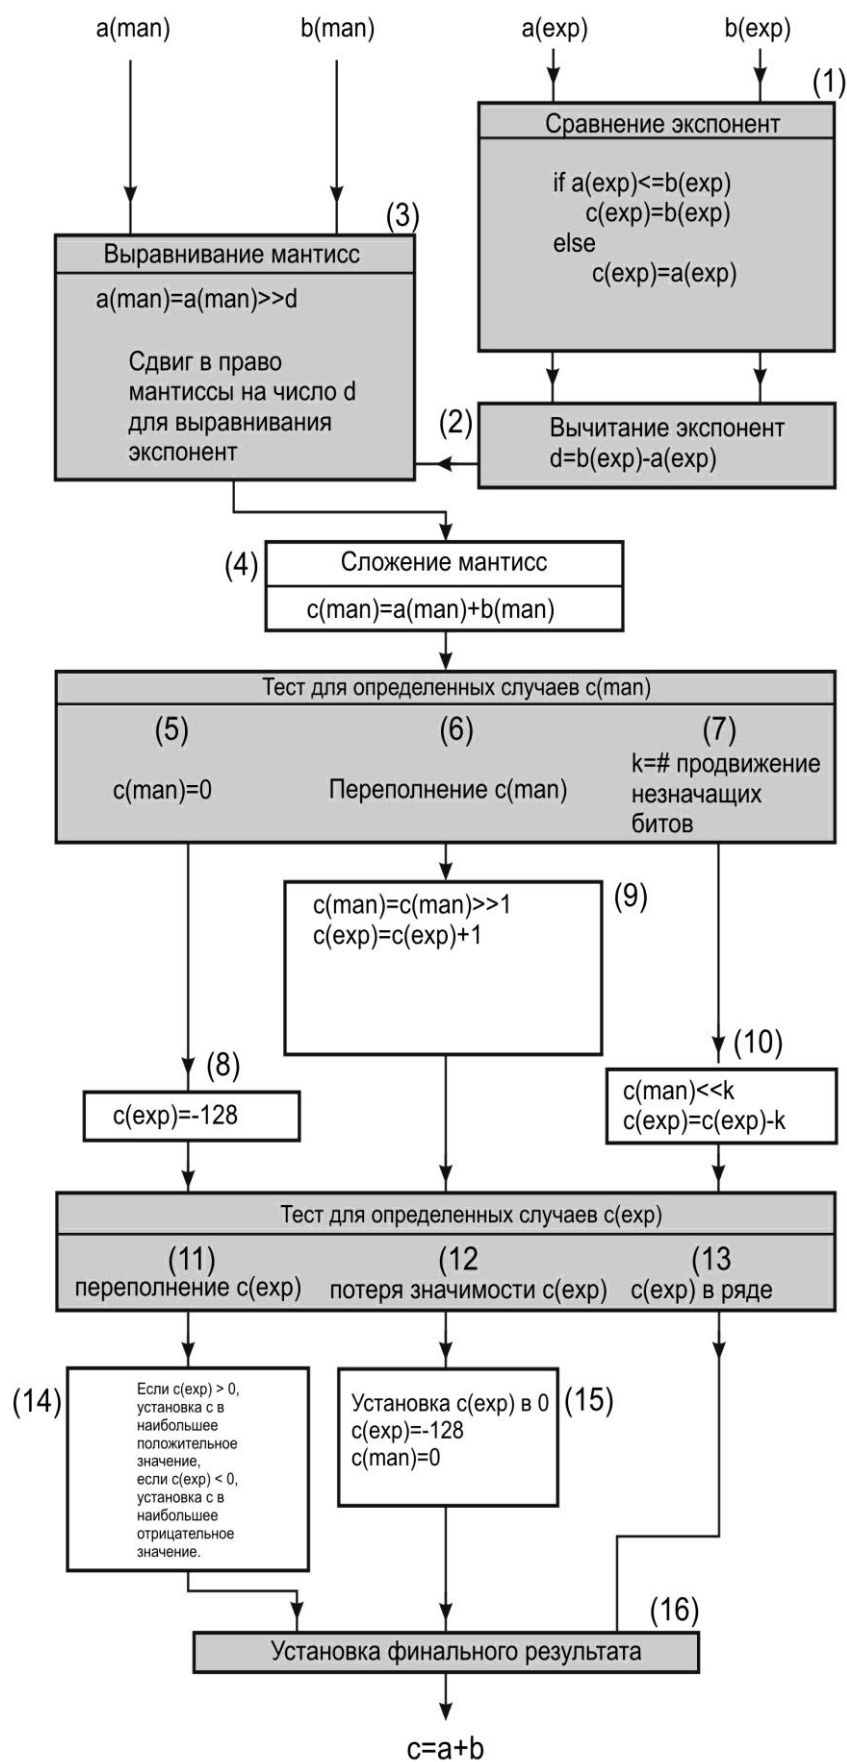 a(man)
b(man)
a(exp)
b(exp)
(1)
Сравнение экспонент
if a(exp)<=b(exp)
c(exp)=b(exp)
else
c(exp)=a(exp)
(3)
Выравнивание мантисс
a(man)=a(man)>>d
Сдвиг в право
мантиссы на число d
для выравнивания
экспонент
(2)
Вычитание экспонент
d=b(exp)-a(exp)
(4)
Сложение мантисс
c(man)=a(man)+b(man)
Тест для определенных случаев c(man)
(5)
(6)
(7)
c(man)=0
Переполнение c(man)
k=# продвижение
незначащих
битов
c(man)=c(man)>>1
c(exp)=c(exp)+1
(9)
(8)
c(exp)=-128
(10)
c(man)<<k
c(exp)=c(exp)-k
Тест для определенных случаев c(exp)
(11)
(12)
(13)
переполнение c(exp)
потеря значимости c(exp)
c(exp) в ряде
(14)
Если c(exp) > 0,
установка с в
наибольшее
положительное
значение,
если c(exp) < 0,
установка с в
наибольшее
отрицательное
значение.
Установка c(exp) в 0
c(exp)=-128
c(man)=0
(15)
(16)
Установка финального результата
c=a+b